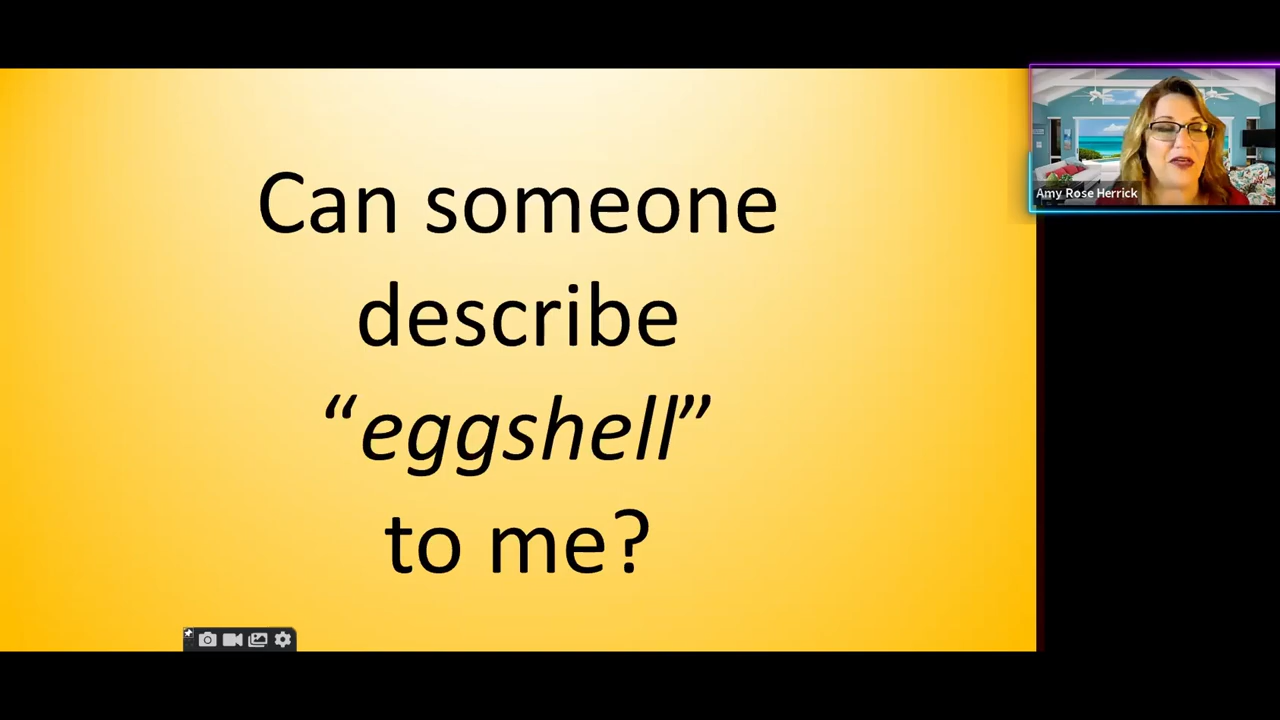 Can someone
describe
“eggshell”
to me?
Amy Rose Herrick